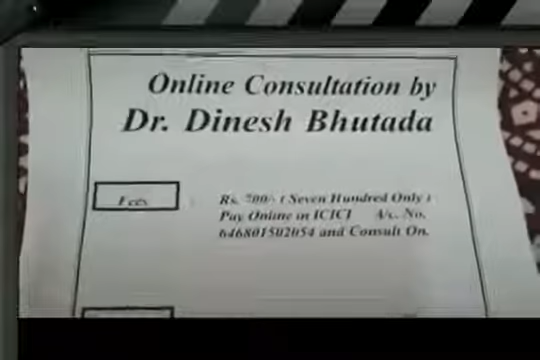 Online Consultation by
Dr. Dinesh Bhutada
Fees
Rs. 700/- ( Seven Hundred Only )
Pay Online in ICICI A/c. No.
646801502054 and Consult On.